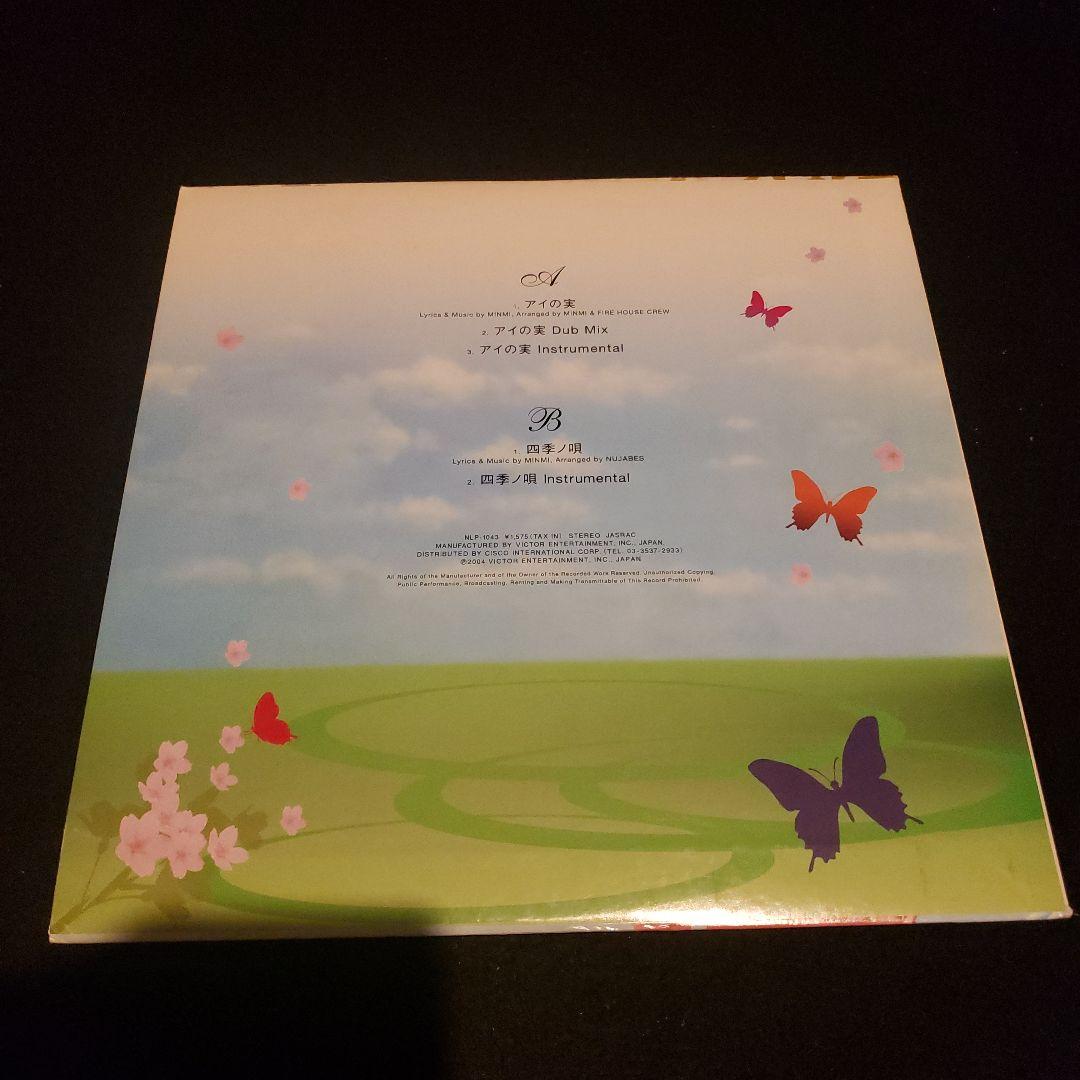 A
1. アイの実
Lyrics & Music by MINMI, Arranged by MINMI & FIRE HOUSE CREW
2. アイの実 Dub Mix
3. アイの実 Instrumental
B
1. 四季ノ唄
Lyrics & Music by MINMI, Arranged by NUJABES
2. 四季ノ唄 Instrumental
NLP-1043 ¥1,575(TAX IN) STEREO JASRAC
MANUFACTURED BY VICTOR ENTERTAINMENT, INC., JAPAN.
DISTRIBUTED BY CISCO INTERNATIONAL CORP. (TEL. 03-3537-2933)
℗2004 VICTOR ENTERTAINMENT, INC., JAPAN
All Rights of the Manufacturer and of the Owner of the Recorded Work Reserved. Unauthorized Copying,
Public Performance, Broadcasting, Renting and Making Transmittable of This Record Prohibited.